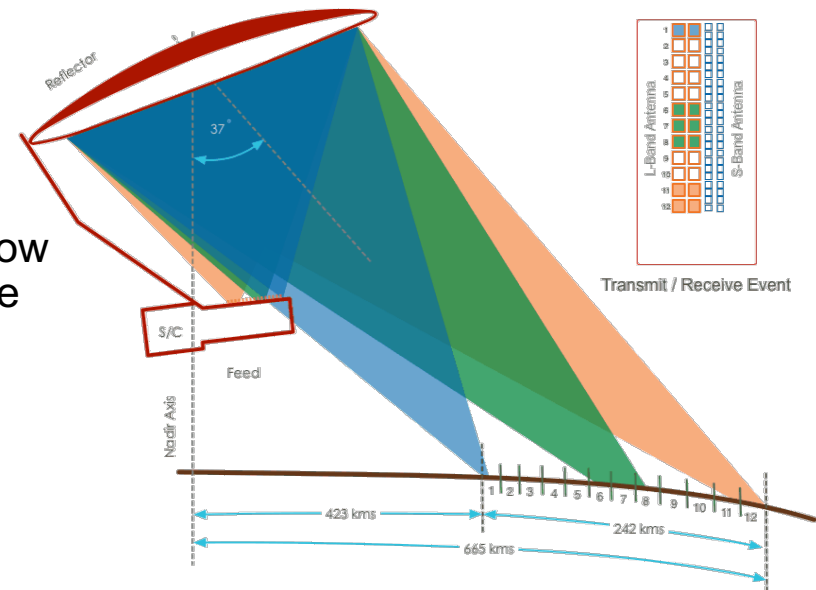 Reflector
37°
ow
e
S/C
Feed
Nadir Axis
1 2 3 4 5 6 7 8 9 10 11 12
423 kms
242 kms
665 kms
L-Band Antenna
1
2
3
4
5
6
7
8
9
10
11
12
S-Band Antenna
Transmit / Receive Event